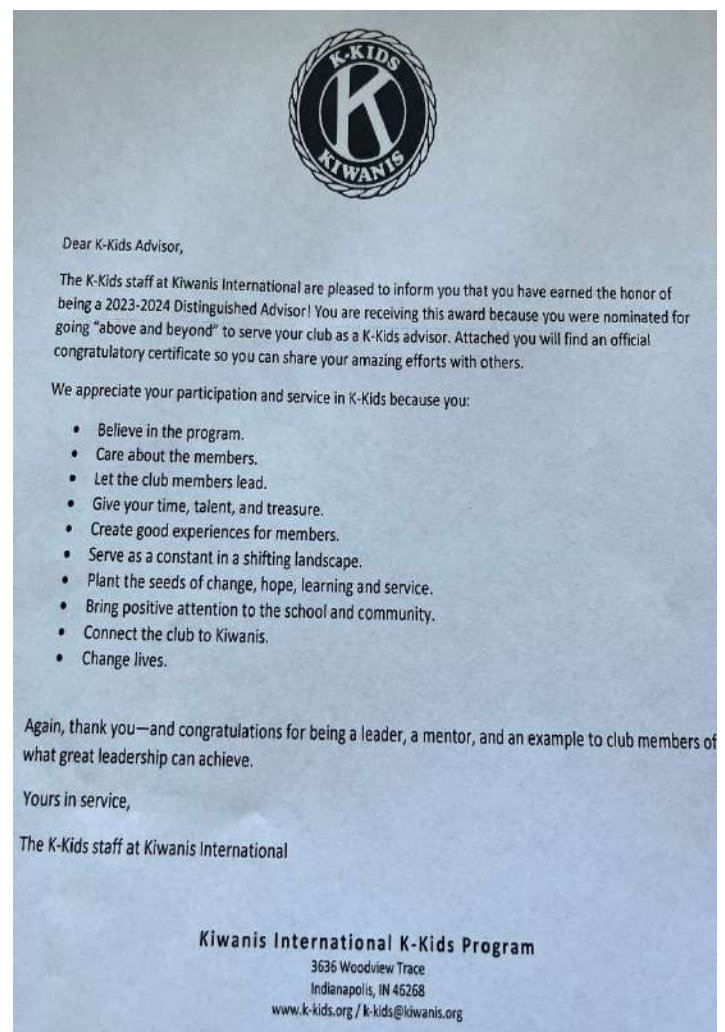 K-KIDS
K
KIWANIS
Dear K-Kids Advisor,
The K-Kids staff at Kiwanis International are pleased to inform you that you have earned the honor of
being a 2023-2024 Distinguished Advisor! You are receiving this award because you were nominated for
going "above and beyond" to serve your club as a K-Kids advisor. Attached you will find an official
congratulatory certificate so you can share your amazing efforts with others.
We appreciate your participation and service in K-Kids because you:
• Believe in the program.
• Care about the members.
• Let the club members lead.
• Give your time, talent, and treasure.
• Create good experiences for members.
• Serve as a constant in a shifting landscape.
• Plant the seeds of change, hope, learning and service.
• Bring positive attention to the school and community.
• Connect the club to Kiwanis.
• Change lives.
Again, thank you—and congratulations for being a leader, a mentor, and an example to club members of
what great leadership can achieve.
Yours in service,
The K-Kids staff at Kiwanis International
Kiwanis International K-Kids Program
3636 Woodview Trace
Indianapolis, IN 46268
www.k-kids.org / k-kids@kiwanis.org